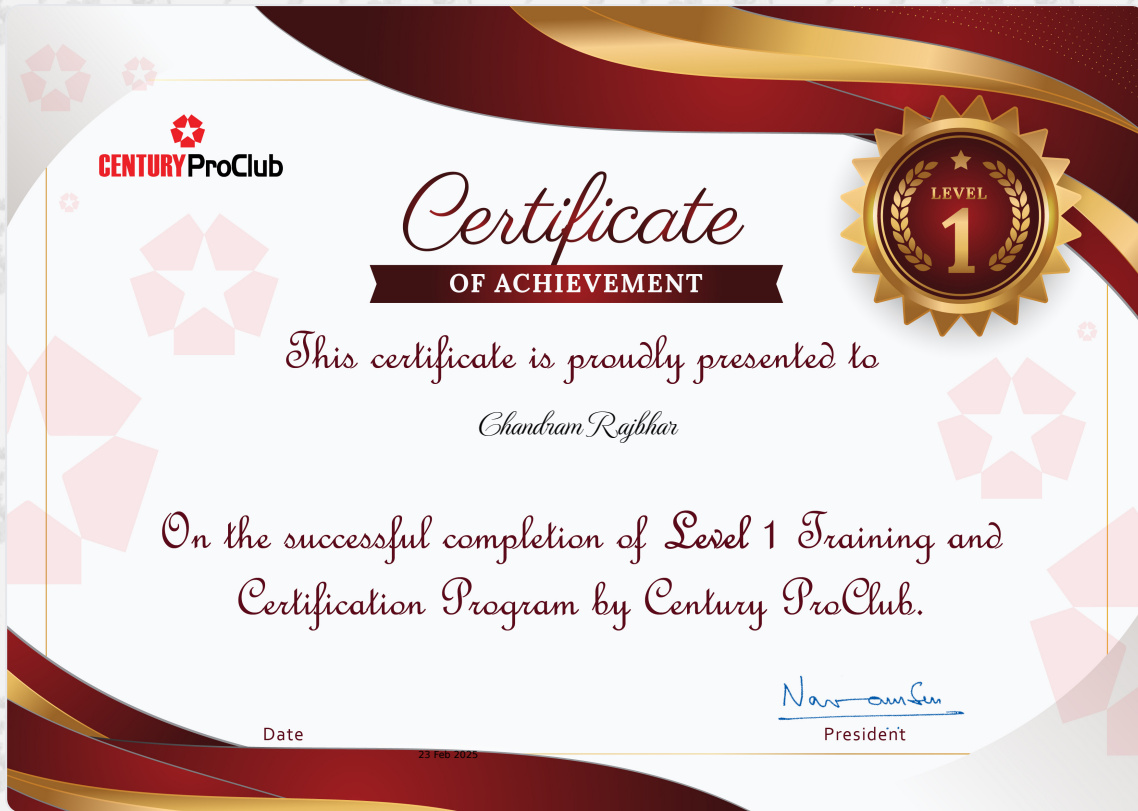 CENTURY ProClub
LEVEL
1
Certificate
OF ACHIEVEMENT
This certificate is proudly presented to
Chandram Rajbhar
On the successful completion of Level 1 Training and
Certification Program by Century ProClub.
Date
23 Feb 2025
President